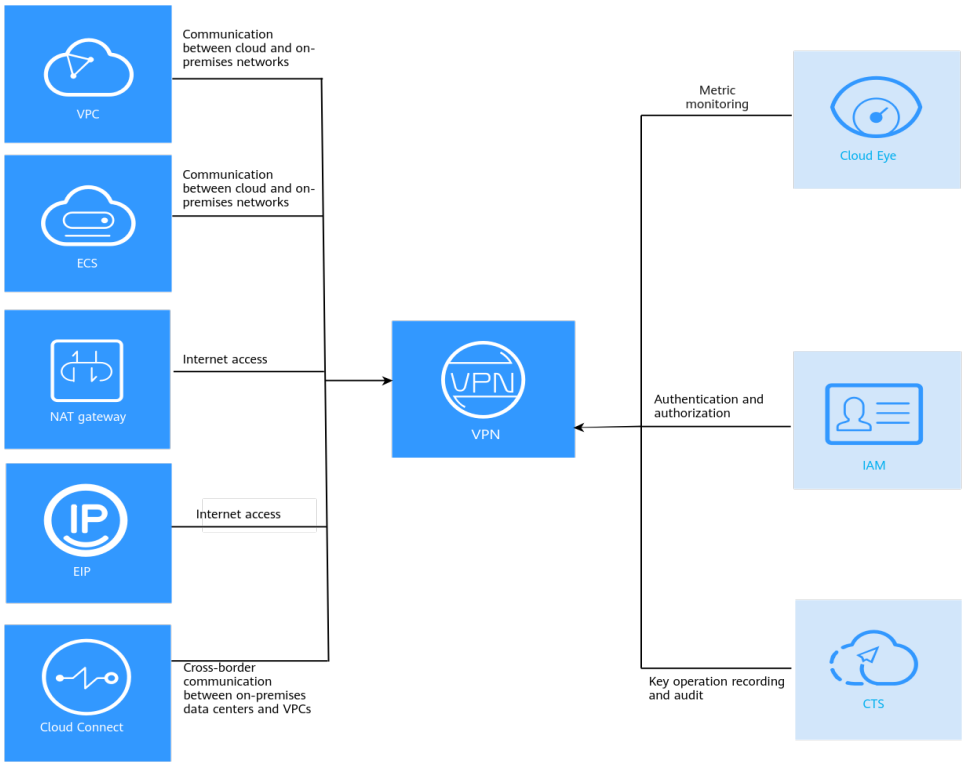 Communication
between cloud and on-
premises networks
VPC
Communication
between cloud and on-
premises networks
ECS
Internet access
NAT gateway
IP
Internet access
EIP
Cross-border
communication
between on-premises
data centers and VPCs
Cloud Connect
VPN
VPN
Metric
monitoring
Cloud Eye
Authentication and
authorization
IAM
Key operation recording
and audit
CTS